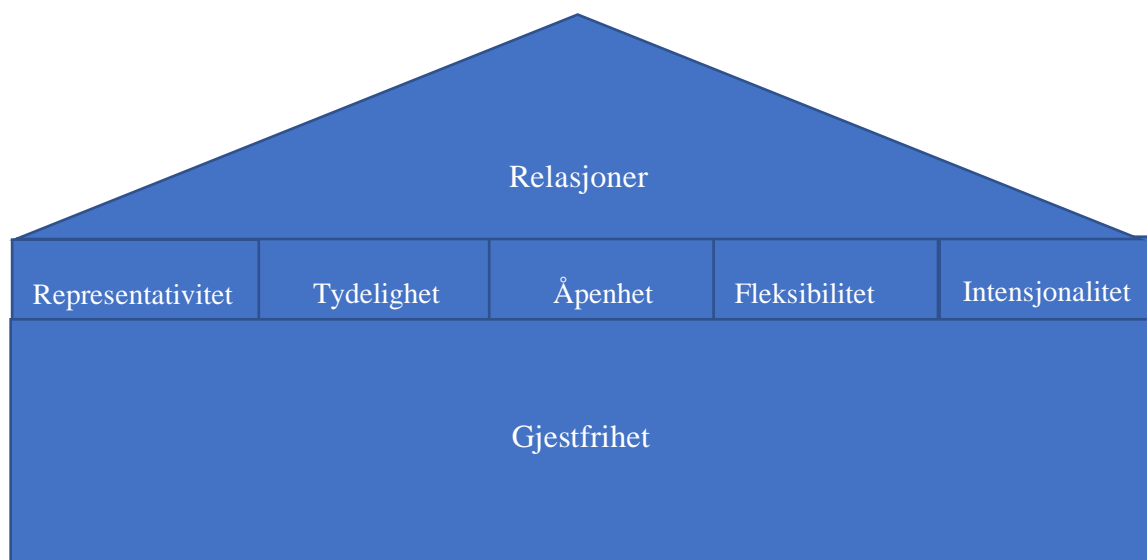 Relasjoner
Representativitet
Tydelighet
Åpenhet
Fleksibilitet
Intensjonalitet
Gjestfrihet